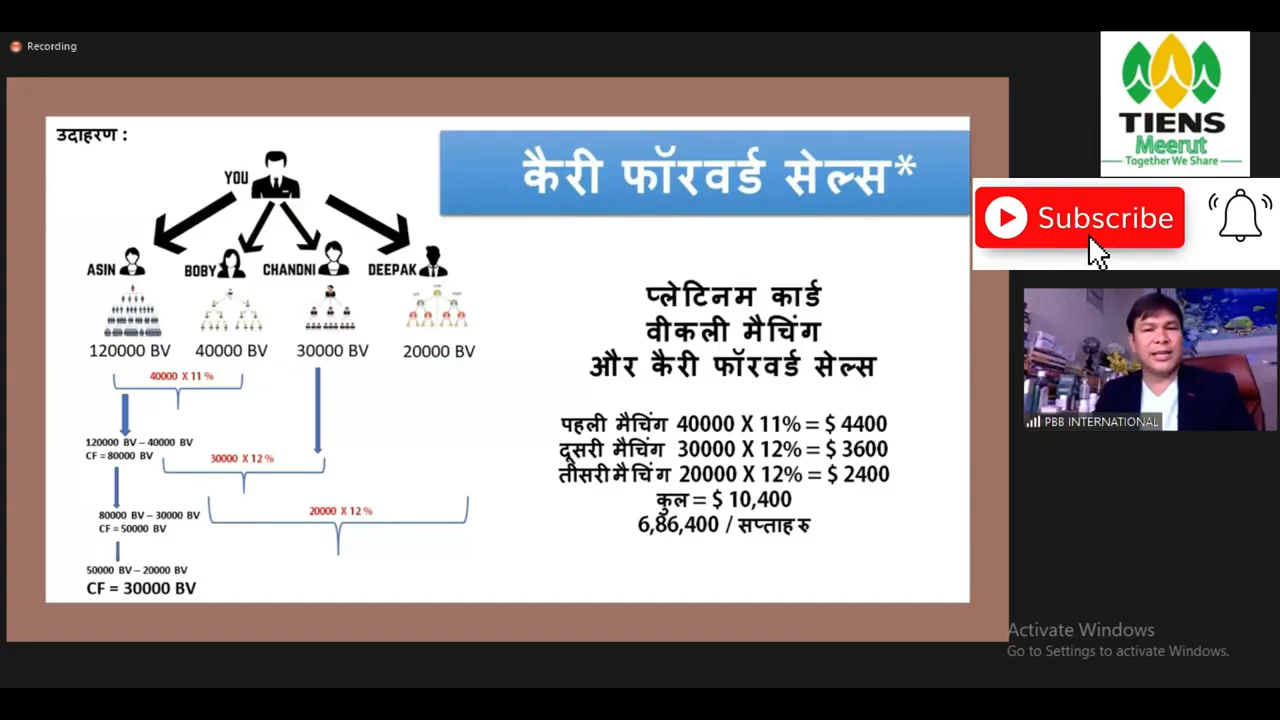 Recording
TIENS
Meerut
Together We Share
Subscribe
उदाहरण :
कैरी फॉरवर्ड सेल्स*
YOU
ASIN
BOBY
CHANDNI
DEEPAK
120000 BV
40000 BV
30000 BV
20000 BV
40000 X 11 %
120000 BV – 40000 BV
CF = 80000 BV
30000 X 12 %
80000 BV – 30000 BV
CF = 50000 BV
20000 X 12 %
50000 BV – 20000 BV
CF = 30000 BV
प्लेटिनम कार्ड
वीकली मैचिंग
और कैरी फॉरवर्ड सेल्स
पहली मैचिंग 40000 X 11% = $ 4400
दूसरी मैचिंग 30000 X 12% = $ 3600
तीसरी मैचिंग 20000 X 12% = $ 2400
कुल = $ 10,400
6,86,400 / सप्ताह रु
PBB INTERNATIONAL
Activate Windows
Go to Settings to activate Windows.